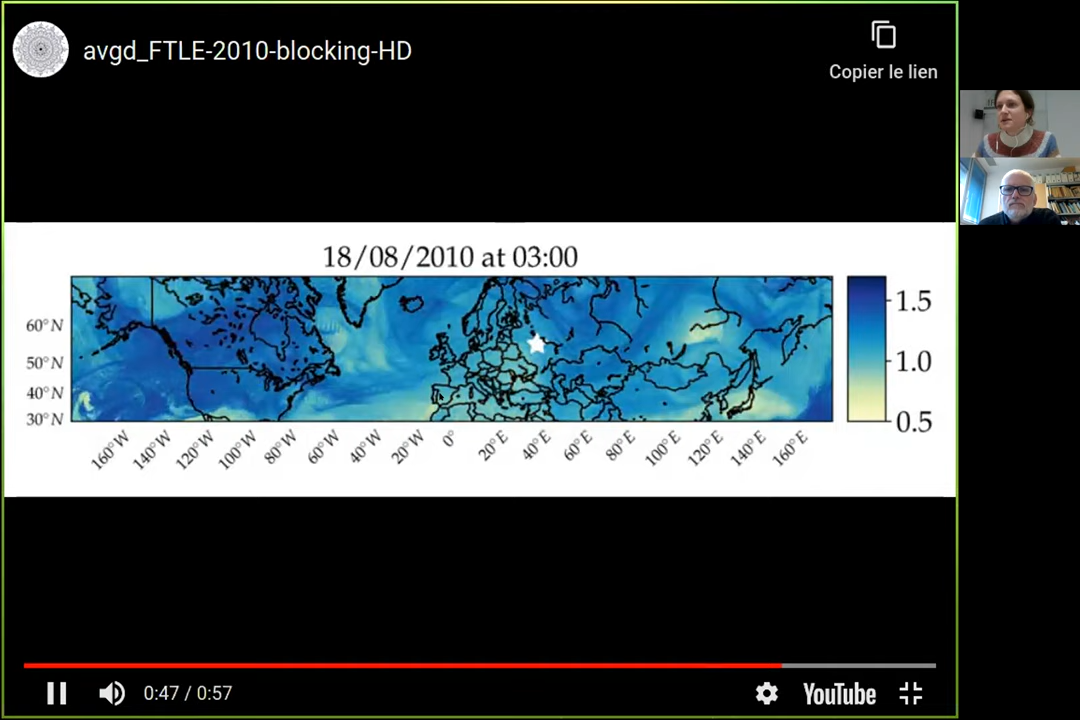 avgd_FTLE-2010-blocking-HD
Copier le lien
18/08/2010 at 03:00
60°N
50°N
40°N
30°N
160°W
140°W
120°W
100°W
80°W
60°W
40°W
20°W
0°
20°E
40°E
60°E
80°E
100°E
120°E
140°E
160°E
1.5
1.0
0.5
0:47 / 0:57
YouTube